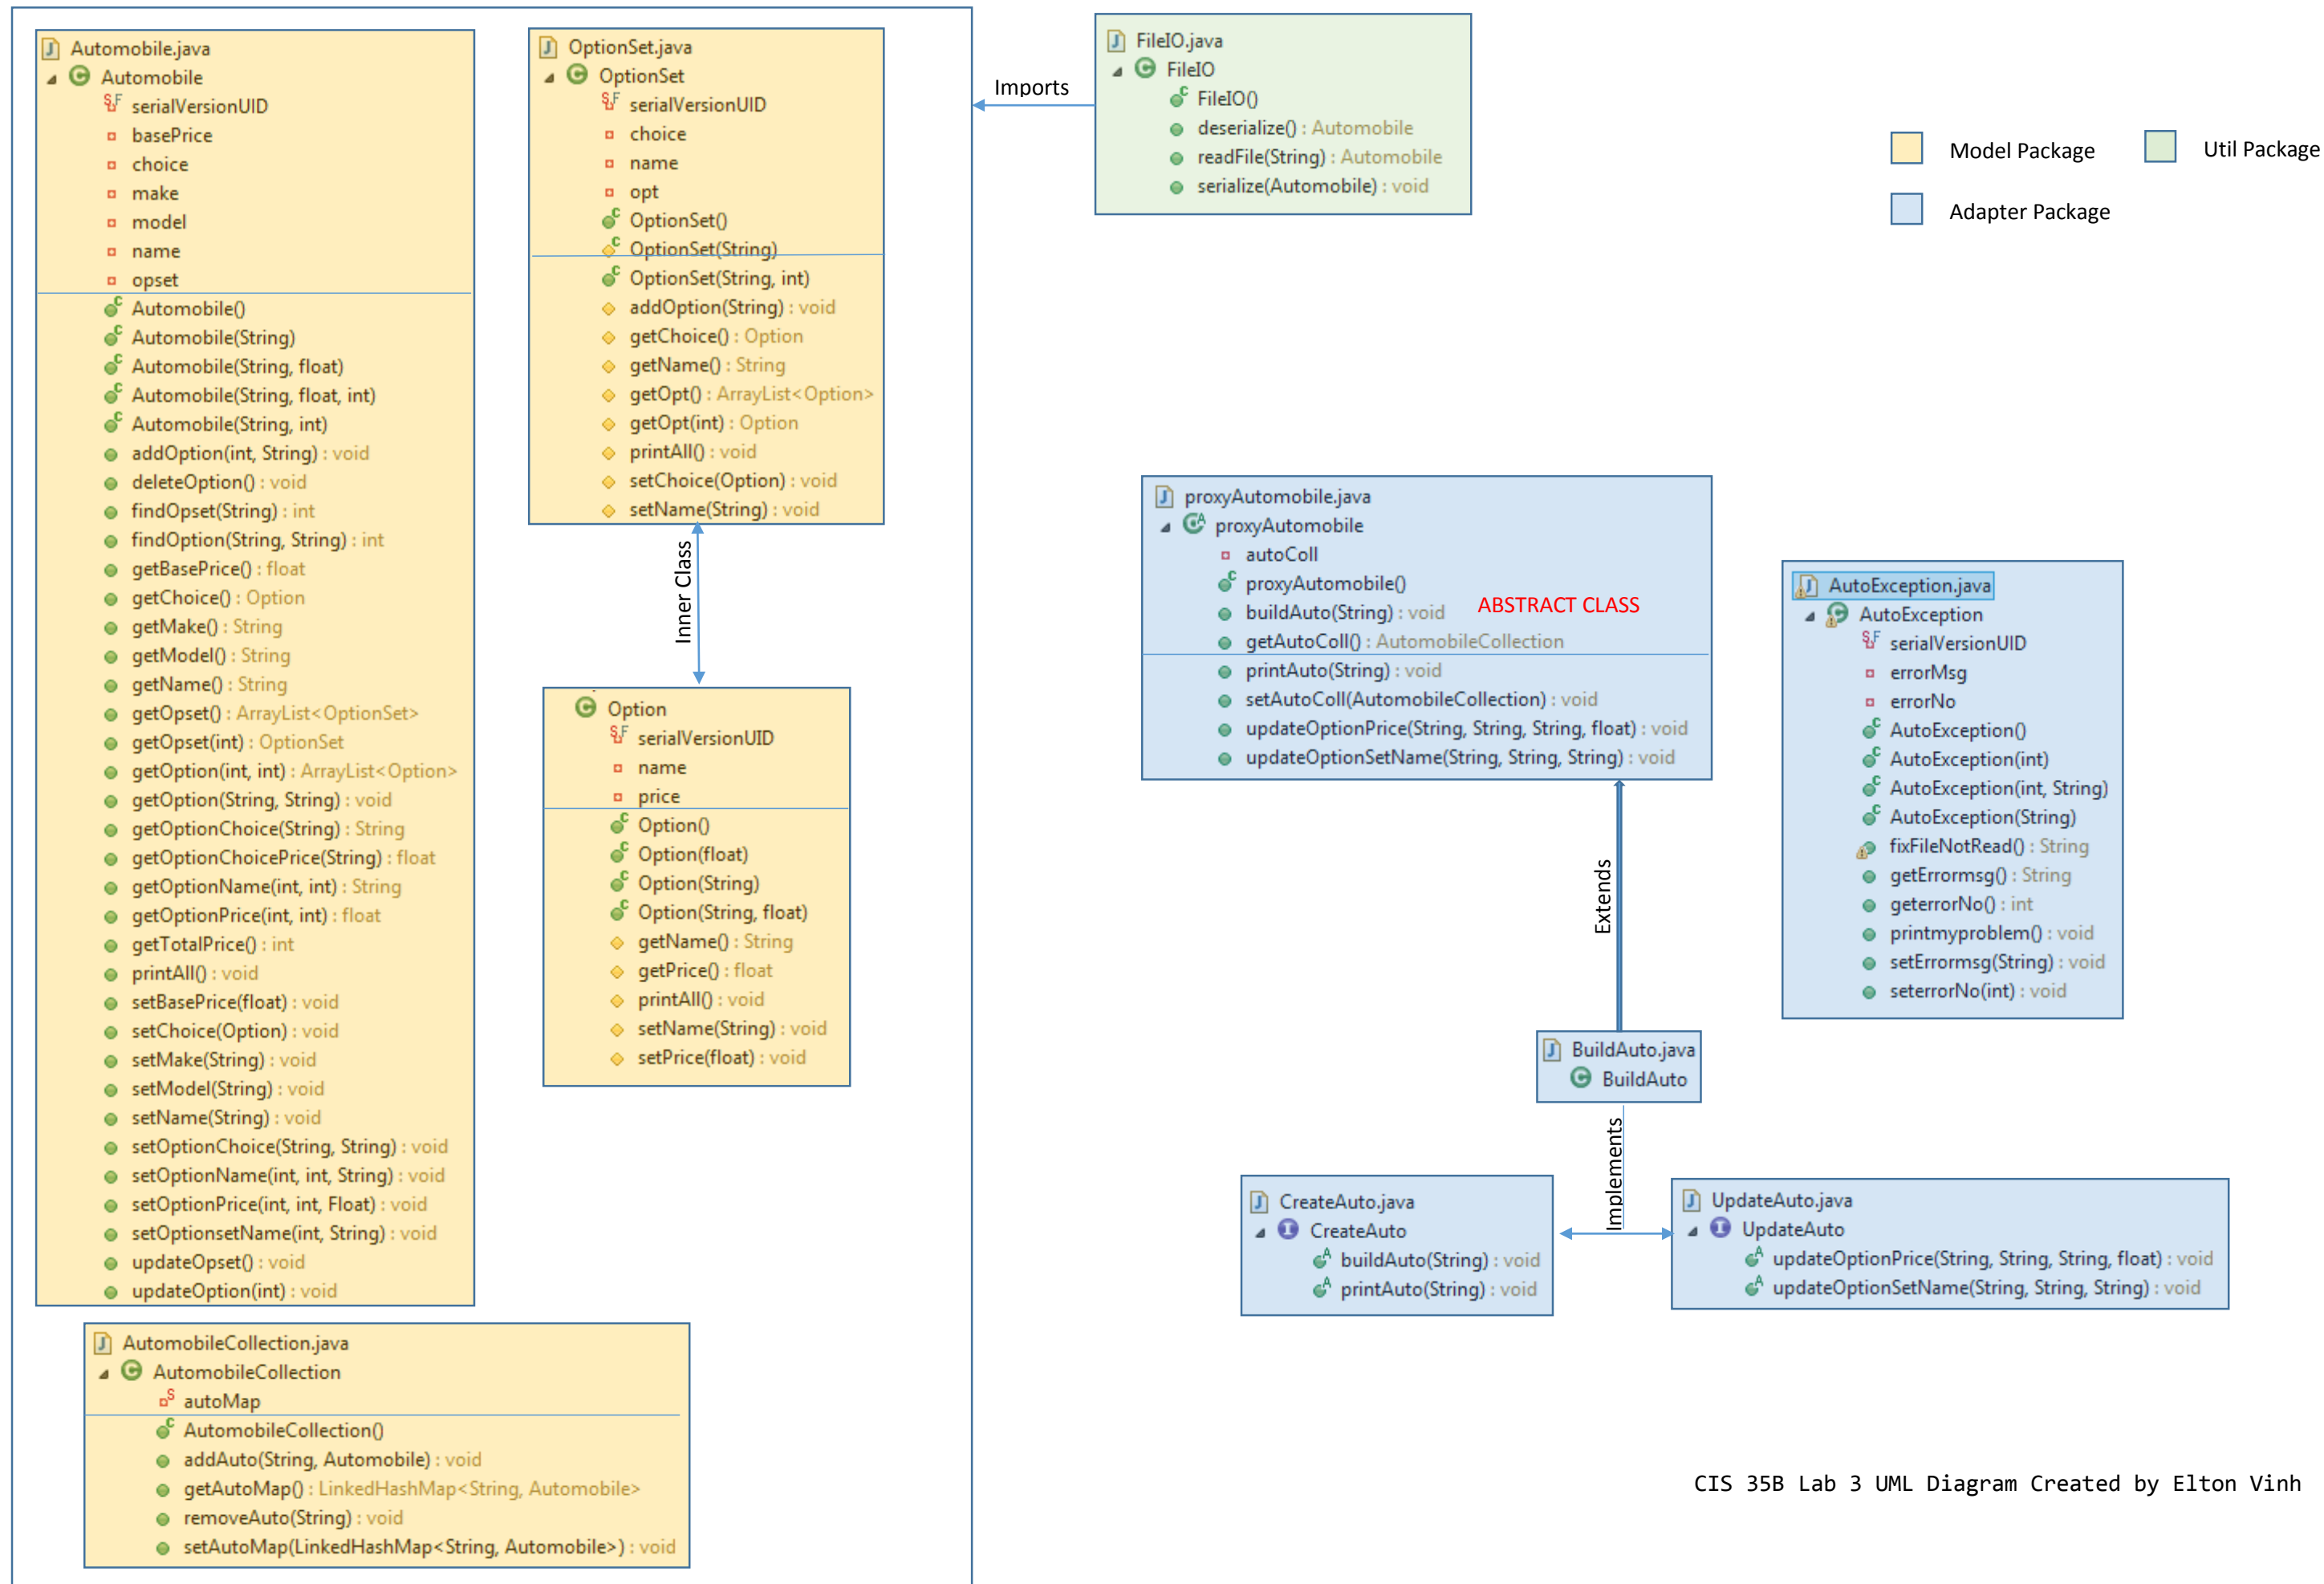 Automobile.java
Automobile
serialVersionUID
basePrice
choice
make
model
name
opset
Automobile()
Automobile(String)
Automobile(String, float)
Automobile(String, float, int)
Automobile(String, int)
addOption(int, String) : void
deleteOption() : void
findOpset(String) : int
findOption(String, String) : int
getBasePrice() : float
getChoice() : Option
getMake() : String
getModel() : String
getName() : String
getOpset() : ArrayList<OptionSet>
getOpset(int) : OptionSet
getOption(int, int) : ArrayList<Option>
getOption(String, String) : void
getOptionChoice(String) : String
getOptionChoicePrice(String) : float
getOptionName(int, int) : String
getOptionPrice(int, int) : float
getTotalPrice() : int
printAll() : void
setBasePrice(float) : void
setChoice(Option) : void
setMake(String) : void
setModel(String) : void
setName(String) : void
setOptionChoice(String, String) : void
setOptionName(int, int, String) : void
setOptionPrice(int, int, Float) : void
setOptionsetName(int, String) : void
updateOpset() : void
updateOption(int) : void
AutomobileCollection.java
AutomobileCollection
autoMap
AutomobileCollection()
addAuto(String, Automobile) : void
getAutoMap() : LinkedHashMap<String, Automobile>
removeAuto(String) : void
setAutoMap(LinkedHashMap<String, Automobile>) : void
OptionSet.java
OptionSet
serialVersionUID
choice
name
opt
OptionSet()
OptionSet(String)
OptionSet(String, int)
addOption(String) : void
getChoice() : Option
getName() : String
getOpt() : ArrayList<Option>
getOpt(int) : Option
printAll() : void
setChoice(Option) : void
setName(String) : void
Inner Class
Option
serialVersionUID
name
price
Option()
Option(float)
Option(String)
Option(String, float)
getName() : String
getPrice() : float
printAll() : void
setName(String) : void
setPrice(float) : void
Imports
FileIO.java
FileIO
FileIO()
deserialize() : Automobile
readFile(String) : Automobile
serialize(Automobile) : void
Model Package
Util Package
Adapter Package
proxyAutomobile.java
proxyAutomobile
autoColl
proxyAutomobile()
buildAuto(String) : void
ABSTRACT CLASS
getAutoColl() : AutomobileCollection
printAuto(String) : void
setAutoColl(AutomobileCollection) : void
updateOptionPrice(String, String, String, float) : void
updateOptionSetName(String, String, String) : void
AutoException.java
AutoException
serialVersionUID
errorMsg
errorNo
AutoException()
AutoException(int)
AutoException(int, String)
AutoException(String)
fixFileNotRead() : String
getErrormsg() : String
geterrorNo() : int
printmyproblem() : void
setErrormsg(String) : void
seterrorNo(int) : void
Extends
BuildAuto.java
BuildAuto
Implements
CreateAuto.java
CreateAuto
buildAuto(String) : void
printAuto(String) : void
UpdateAuto.java
UpdateAuto
updateOptionPrice(String, String, String, float) : void
updateOptionSetName(String, String, String) : void
CIS 35B Lab 3 UML Diagram Created by Elton Vinh